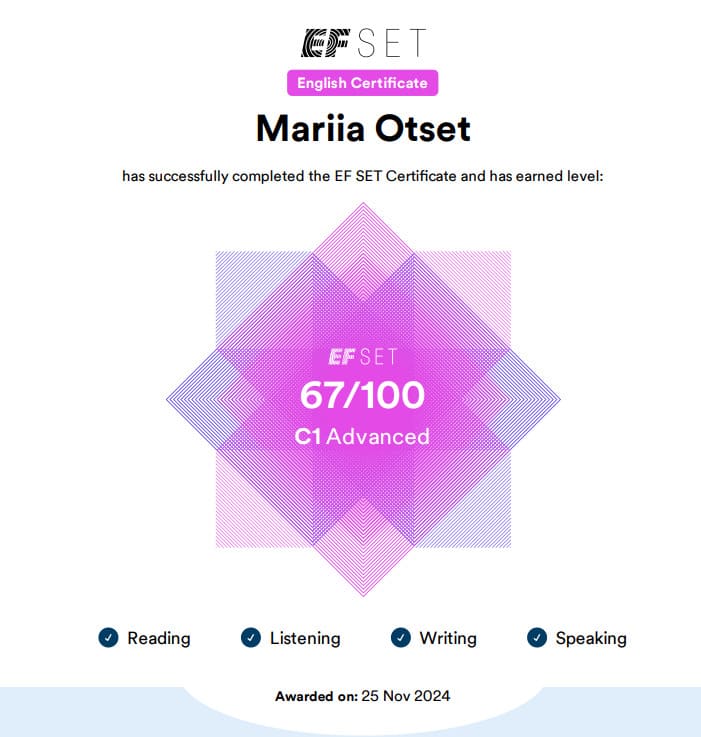 EF SET
English Certificate
Mariia Otset
has successfully completed the EF SET Certificate and has earned level:
EF SET
67/100
C1 Advanced
Reading Listening Writing Speaking
Awarded on: 25 Nov 2024